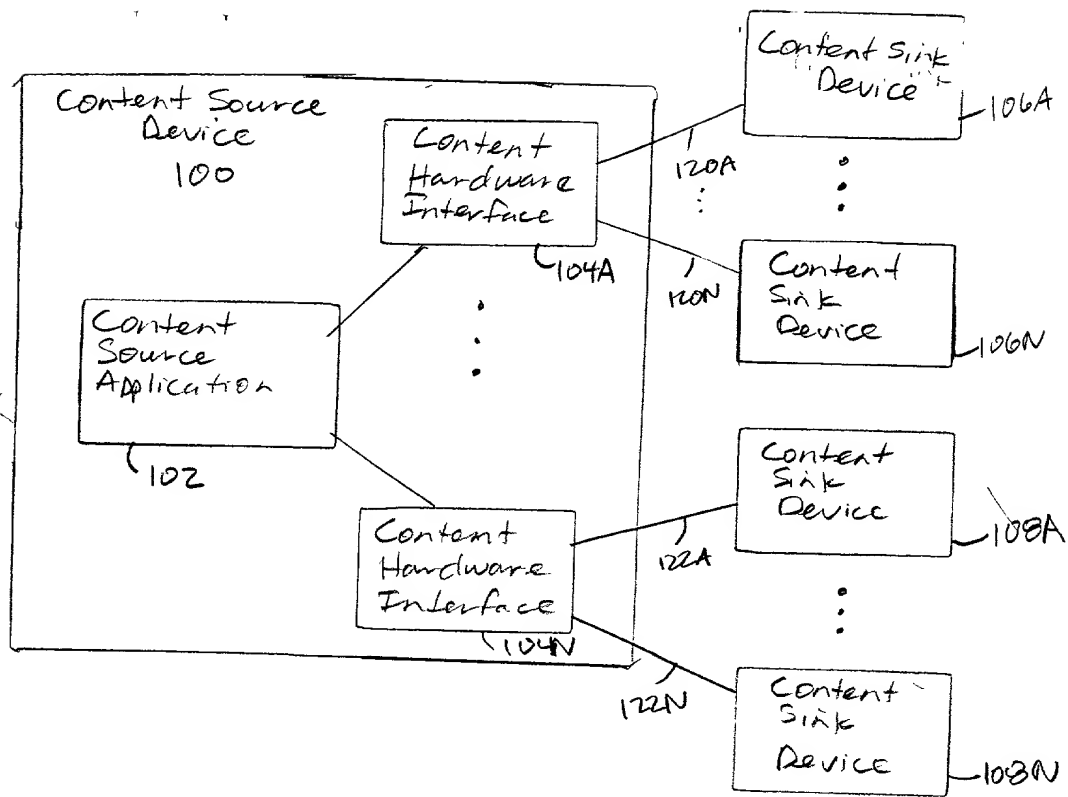 Content Source
Device
100
Content
Hardware
Interface
104A
Content
Source
Application
102
Content
Hardware
Interface
104N
Content Sink
Device
106A
120A
120N
Content
Sink
Device
106N
Content
Sink
Device
108A
122A
122N
Content
Sink
Device
108N